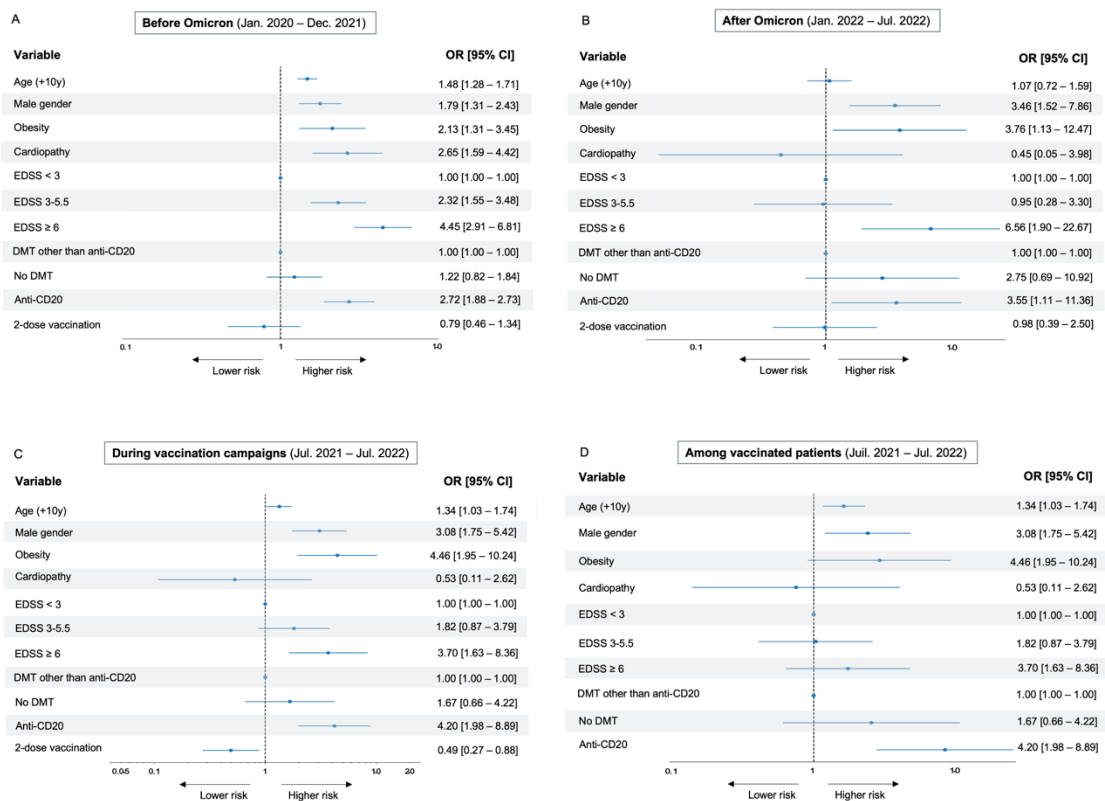 A
Before Omicron (Jan. 2020 – Dec. 2021)
Variable OR [95% CI]
Age (+10y) 1.48 [1.28 – 1.71]
Male gender 1.79 [1.31 – 2.43]
Obesity 2.13 [1.31 – 3.45]
Cardiopathy 2.65 [1.59 – 4.42]
EDSS < 3 1.00 [1.00 – 1.00]
EDSS 3-5.5 2.32 [1.55 – 3.48]
EDSS ≥ 6 4.45 [2.91 – 6.81]
DMT other than anti-CD20 1.00 [1.00 – 1.00]
No DMT 1.22 [0.82 – 1.84]
Anti-CD20 2.72 [1.88 – 2.73]
2-dose vaccination 0.79 [0.46 – 1.34]
0.1 1 10
Lower risk Higher risk
B
After Omicron (Jan. 2022 – Jul. 2022)
Variable OR [95% CI]
Age (+10y) 1.07 [0.72 – 1.59]
Male gender 3.46 [1.52 – 7.86]
Obesity 3.76 [1.13 – 12.47]
Cardiopathy 0.45 [0.05 – 3.98]
EDSS < 3 1.00 [1.00 – 1.00]
EDSS 3-5.5 0.95 [0.28 – 3.30]
EDSS ≥ 6 6.56 [1.90 – 22.67]
DMT other than anti-CD20 1.00 [1.00 – 1.00]
No DMT 2.75 [0.69 – 10.92]
Anti-CD20 3.55 [1.11 – 11.36]
2-dose vaccination 0.98 [0.39 – 2.50]
0.1 1 1.0
Lower risk Higher risk
C
During vaccination campaigns (Jul. 2021 – Jul. 2022)
Variable OR [95% CI]
Age (+10y) 1.34 [1.03 – 1.74]
Male gender 3.08 [1.75 – 5.42]
Obesity 4.46 [1.95 – 10.24]
Cardiopathy 0.53 [0.11 – 2.62]
EDSS < 3 1.00 [1.00 – 1.00]
EDSS 3-5.5 1.82 [0.87 – 3.79]
EDSS ≥ 6 3.70 [1.63 – 8.36]
DMT other than anti-CD20 1.00 [1.00 – 1.00]
No DMT 1.67 [0.66 – 4.22]
Anti-CD20 4.20 [1.98 – 8.89]
2-dose vaccination 0.49 [0.27 – 0.88]
0.05 0.1 1 10 20
Lower risk Higher risk
D
Among vaccinated patients (Juil. 2021 – Jul. 2022)
Variable OR [95% CI]
Age (+10y) 1.34 [1.03 – 1.74]
Male gender 3.08 [1.75 – 5.42]
Obesity 4.46 [1.95 – 10.24]
Cardiopathy 0.53 [0.11 – 2.62]
EDSS < 3 1.00 [1.00 – 1.00]
EDSS 3-5.5 1.82 [0.87 – 3.79]
EDSS ≥ 6 3.70 [1.63 – 8.36]
DMT other than anti-CD20 1.00 [1.00 – 1.00]
No DMT 1.67 [0.66 – 4.22]
Anti-CD20 4.20 [1.98 – 8.89]
0.1 1 1.0
Lower risk Higher risk